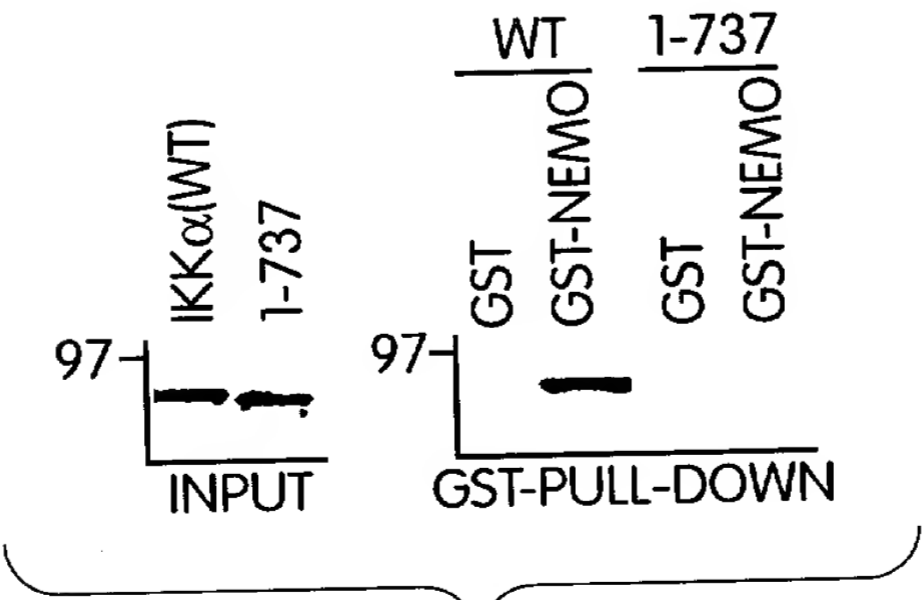 WT 1-737
IKKα(WT) 1-737 GST GST-NEMO GST GST-NEMO
97 97
INPUT GST-PULL-DOWN